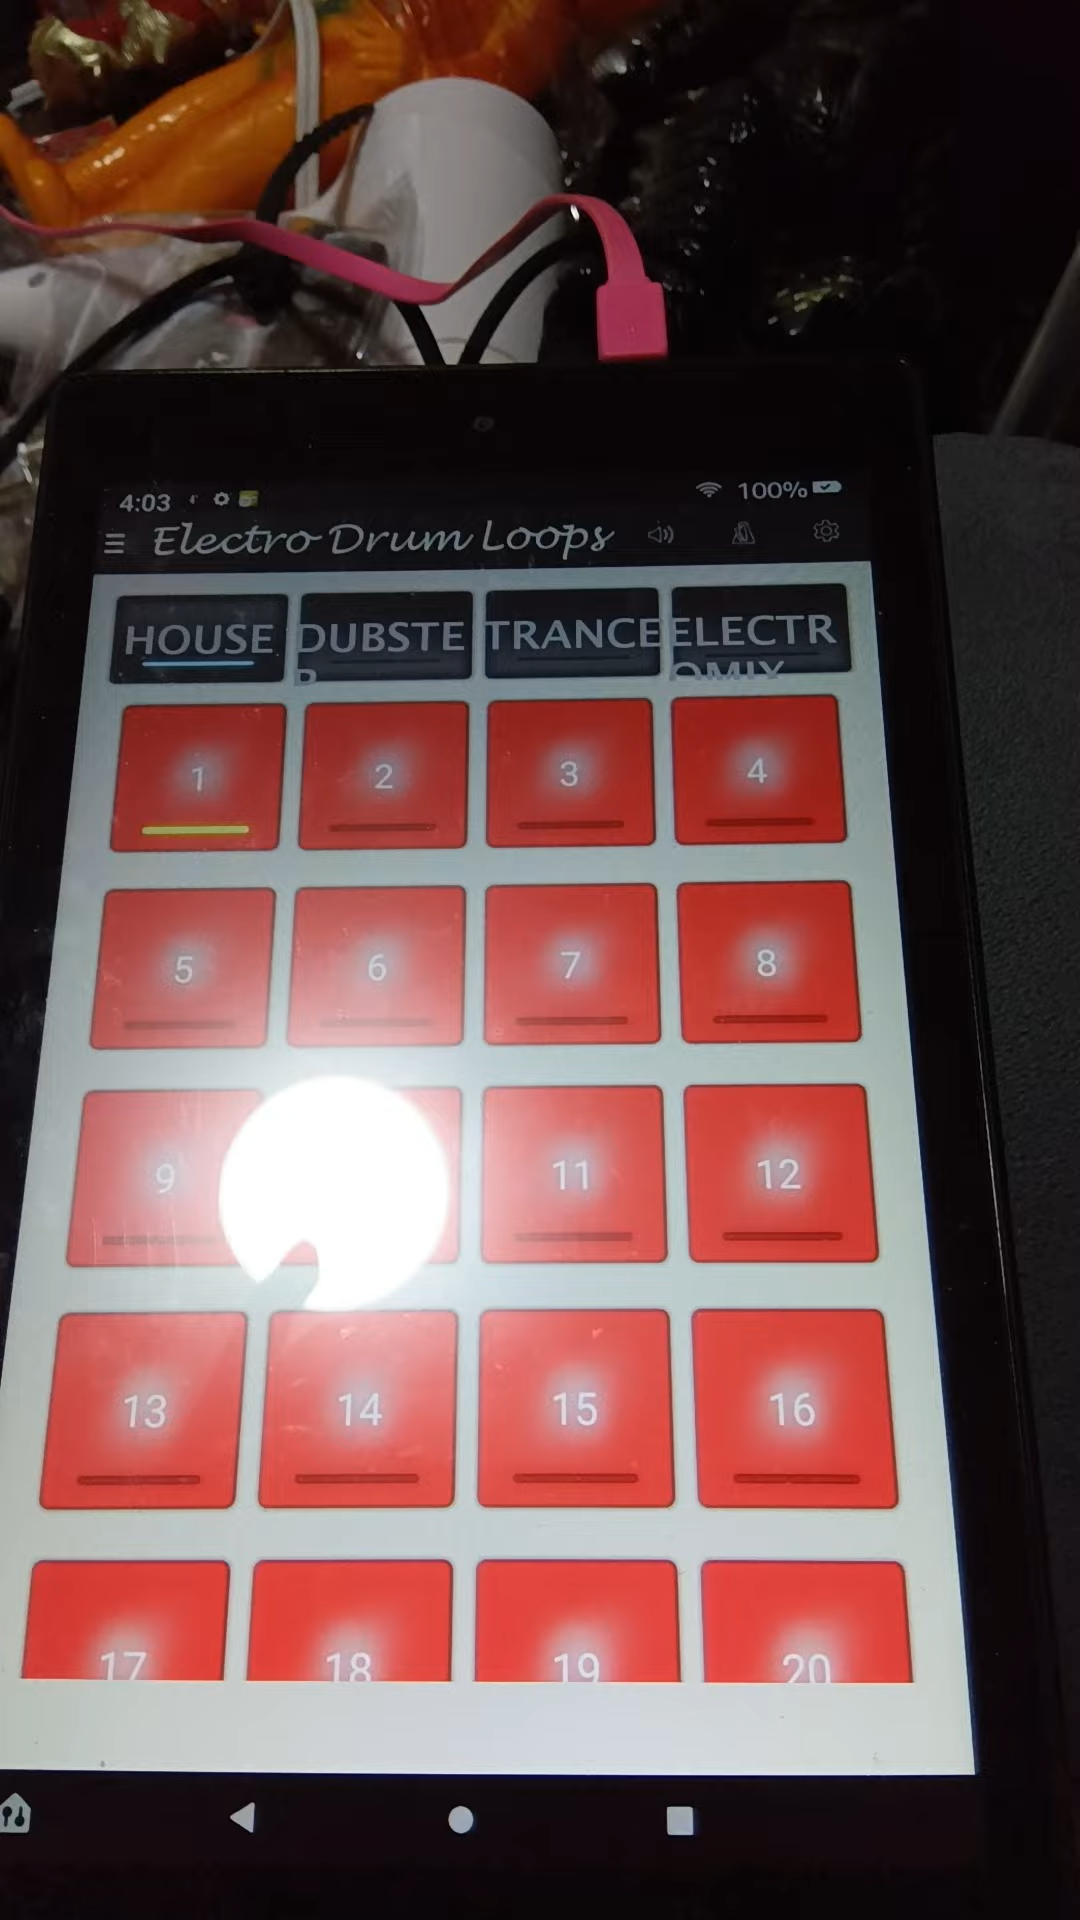 4:03 100%
Electro Drum Loops
HOUSE DUBSTE TRANCE ELECTR
P OMIX
1 2 3 4
5 6 7 8
9 11 12
13 14 15 16
17 18 19 20